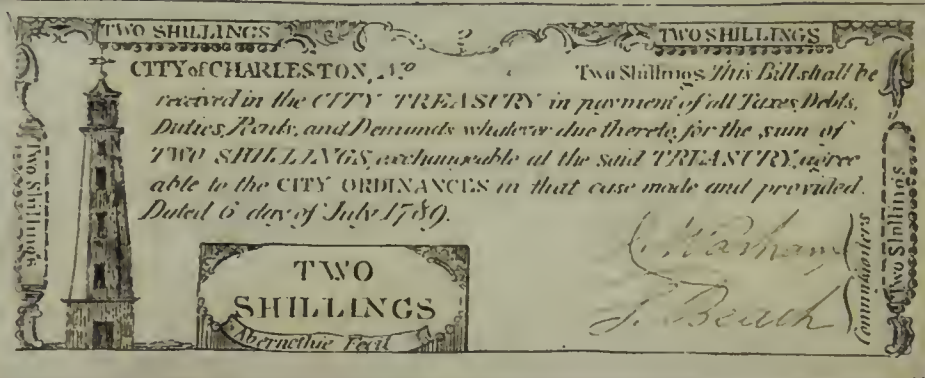 TWO SHILLINGS
TWO SHILLINGS
CITY of CHARLESTON, No Two Shillings This Bill shall be
received in the CITY TREASURY in payment of all Taxes, Debts,
Duties, Rents, and Demands whatever due thereto, for the sum of
TWO SHILLINGS, exchangeable at the said TREASURY, agree
able to the CITY ORDINANCES in that case made and provided.
Dated 6 day of July 1789.
Two Shillings
TWO
SHILLINGS
Abernethie Fecit
J. Beach
Commissioners
Two Shillings